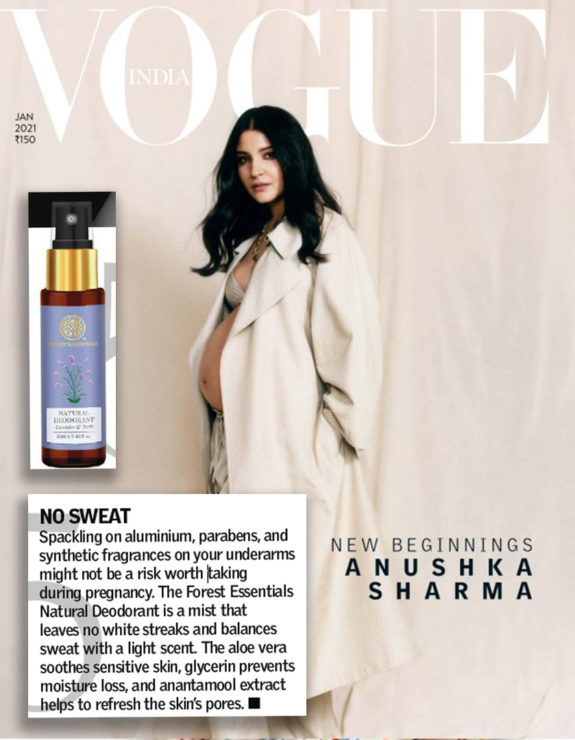 VOGUE
INDIA
JAN
2021
₹150
FOREST ESSENTIALS
NATURAL
DEODORANT
Lavender &
NO SWEAT
Spackling on aluminium, parabens, and
synthetic fragrances on your underarms
might not be a risk worth taking
during pregnancy. The Forest Essentials
Natural Deodorant is a mist that
leaves no white streaks and balances
sweat with a light scent. The aloe vera
soothes sensitive skin, glycerin prevents
moisture loss, and anantamool extract
helps to refresh the skin's pores. ■
NEW BEGINNINGS
ANUSHKA
SHARMA